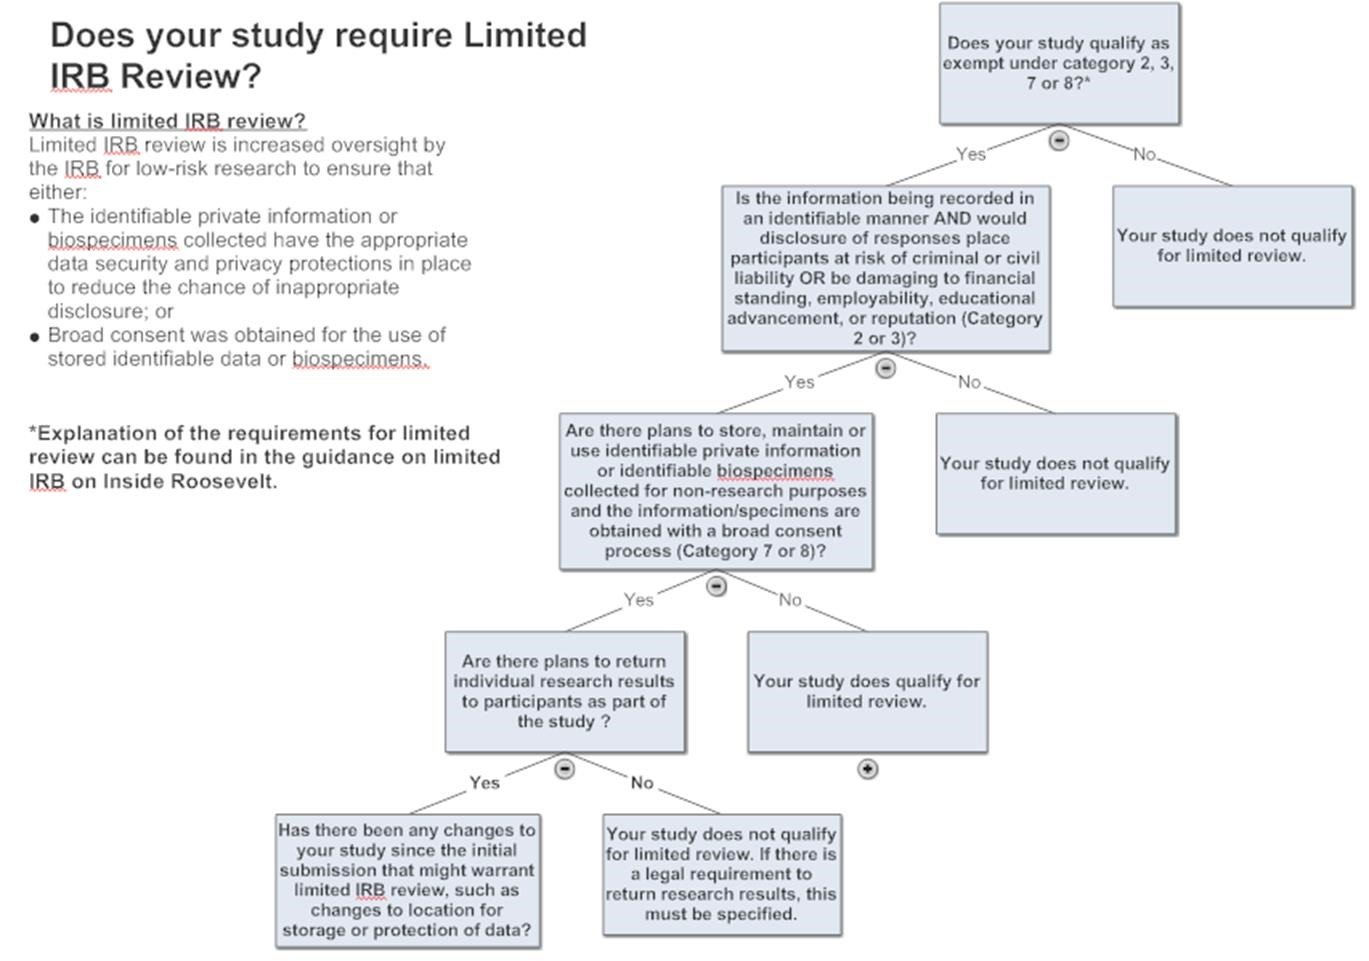 Does your study require Limited
IRB Review?
What is limited IRB review?
Limited IRB review is increased oversight by
the IRB for low-risk research to ensure that
either:
● The identifiable private information or
biospecimens collected have the appropriate
data security and privacy protections in place
to reduce the chance of inappropriate
disclosure; or
● Broad consent was obtained for the use of
stored identifiable data or biospecimens.
*Explanation of the requirements for limited
review can be found in the guidance on limited
IRB on Inside Roosevelt.
Does your study qualify as
exempt under category 2, 3,
7 or 8?*
Yes
No
Is the information being recorded in
an identifiable manner AND would
disclosure of responses place
participants at risk of criminal or civil
liability OR be damaging to financial
standing, employability, educational
advancement, or reputation (Category
2 or 3)?
Your study does not qualify
for limited review.
Yes
No
Are there plans to store, maintain or
use identifiable private information
or identifiable biospecimens
collected for non-research purposes
and the information/specimens are
obtained with a broad consent
process (Category 7 or 8)?
Your study does not qualify
for limited review.
Yes
No
Are there plans to return
individual research results
to participants as part of
the study ?
Your study does qualify for
limited review.
Yes
No
Has there been any changes to
your study since the initial
submission that might warrant
limited IRB review, such as
changes to location for
storage or protection of data?
Your study does not qualify
for limited review. If there is
a legal requirement to
return research results, this
must be specified.